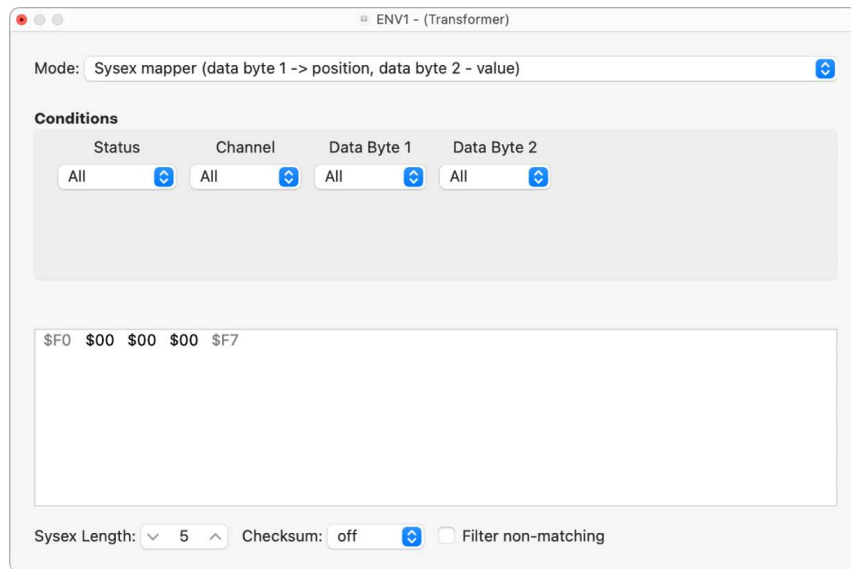 ENV1 - (Transformer)
Mode: Sysex mapper (data byte 1 -> position, data byte 2 - value)
Conditions
Status Channel Data Byte 1 Data Byte 2
All All All All
$F0 $00 $00 $00 $F7
Sysex Length: 5 Checksum: off Filter non-matching